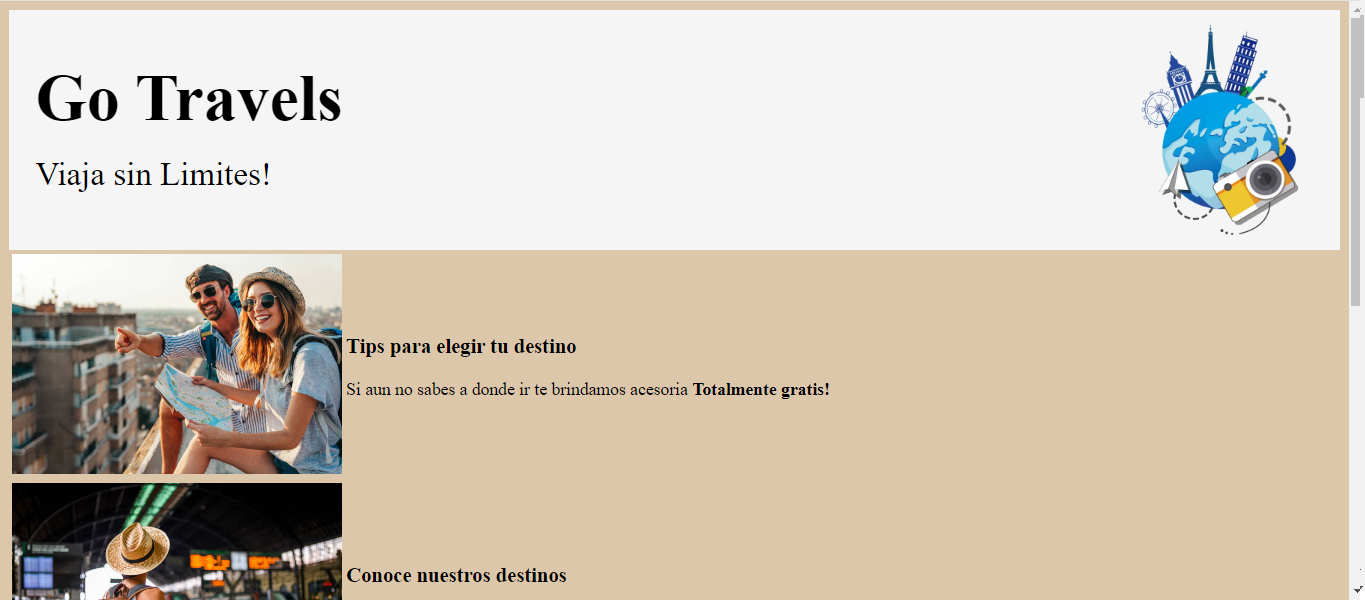 Go Travels
Viaja sin Limites!
Tips para elegir tu destino
Si aun no sabes a donde ir te brindamos acesoria Totalmente gratis!
Conoce nuestros destinos